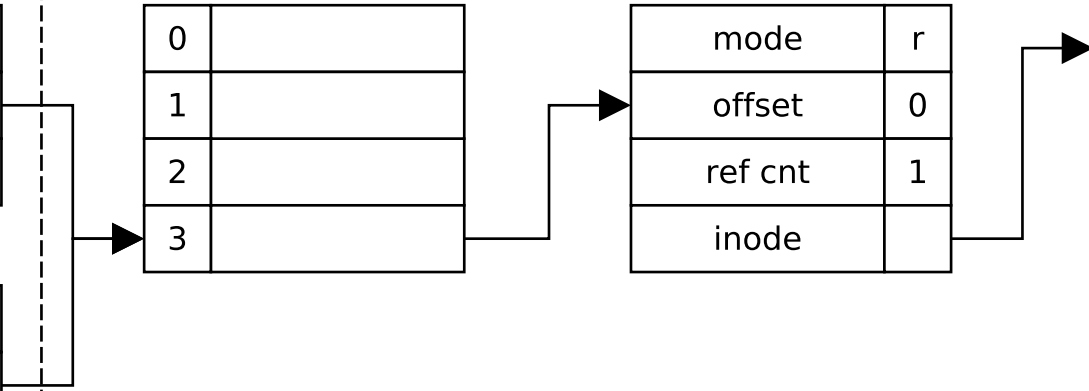 0
1
2
3
mode r
offset 0
ref cnt 1
inode